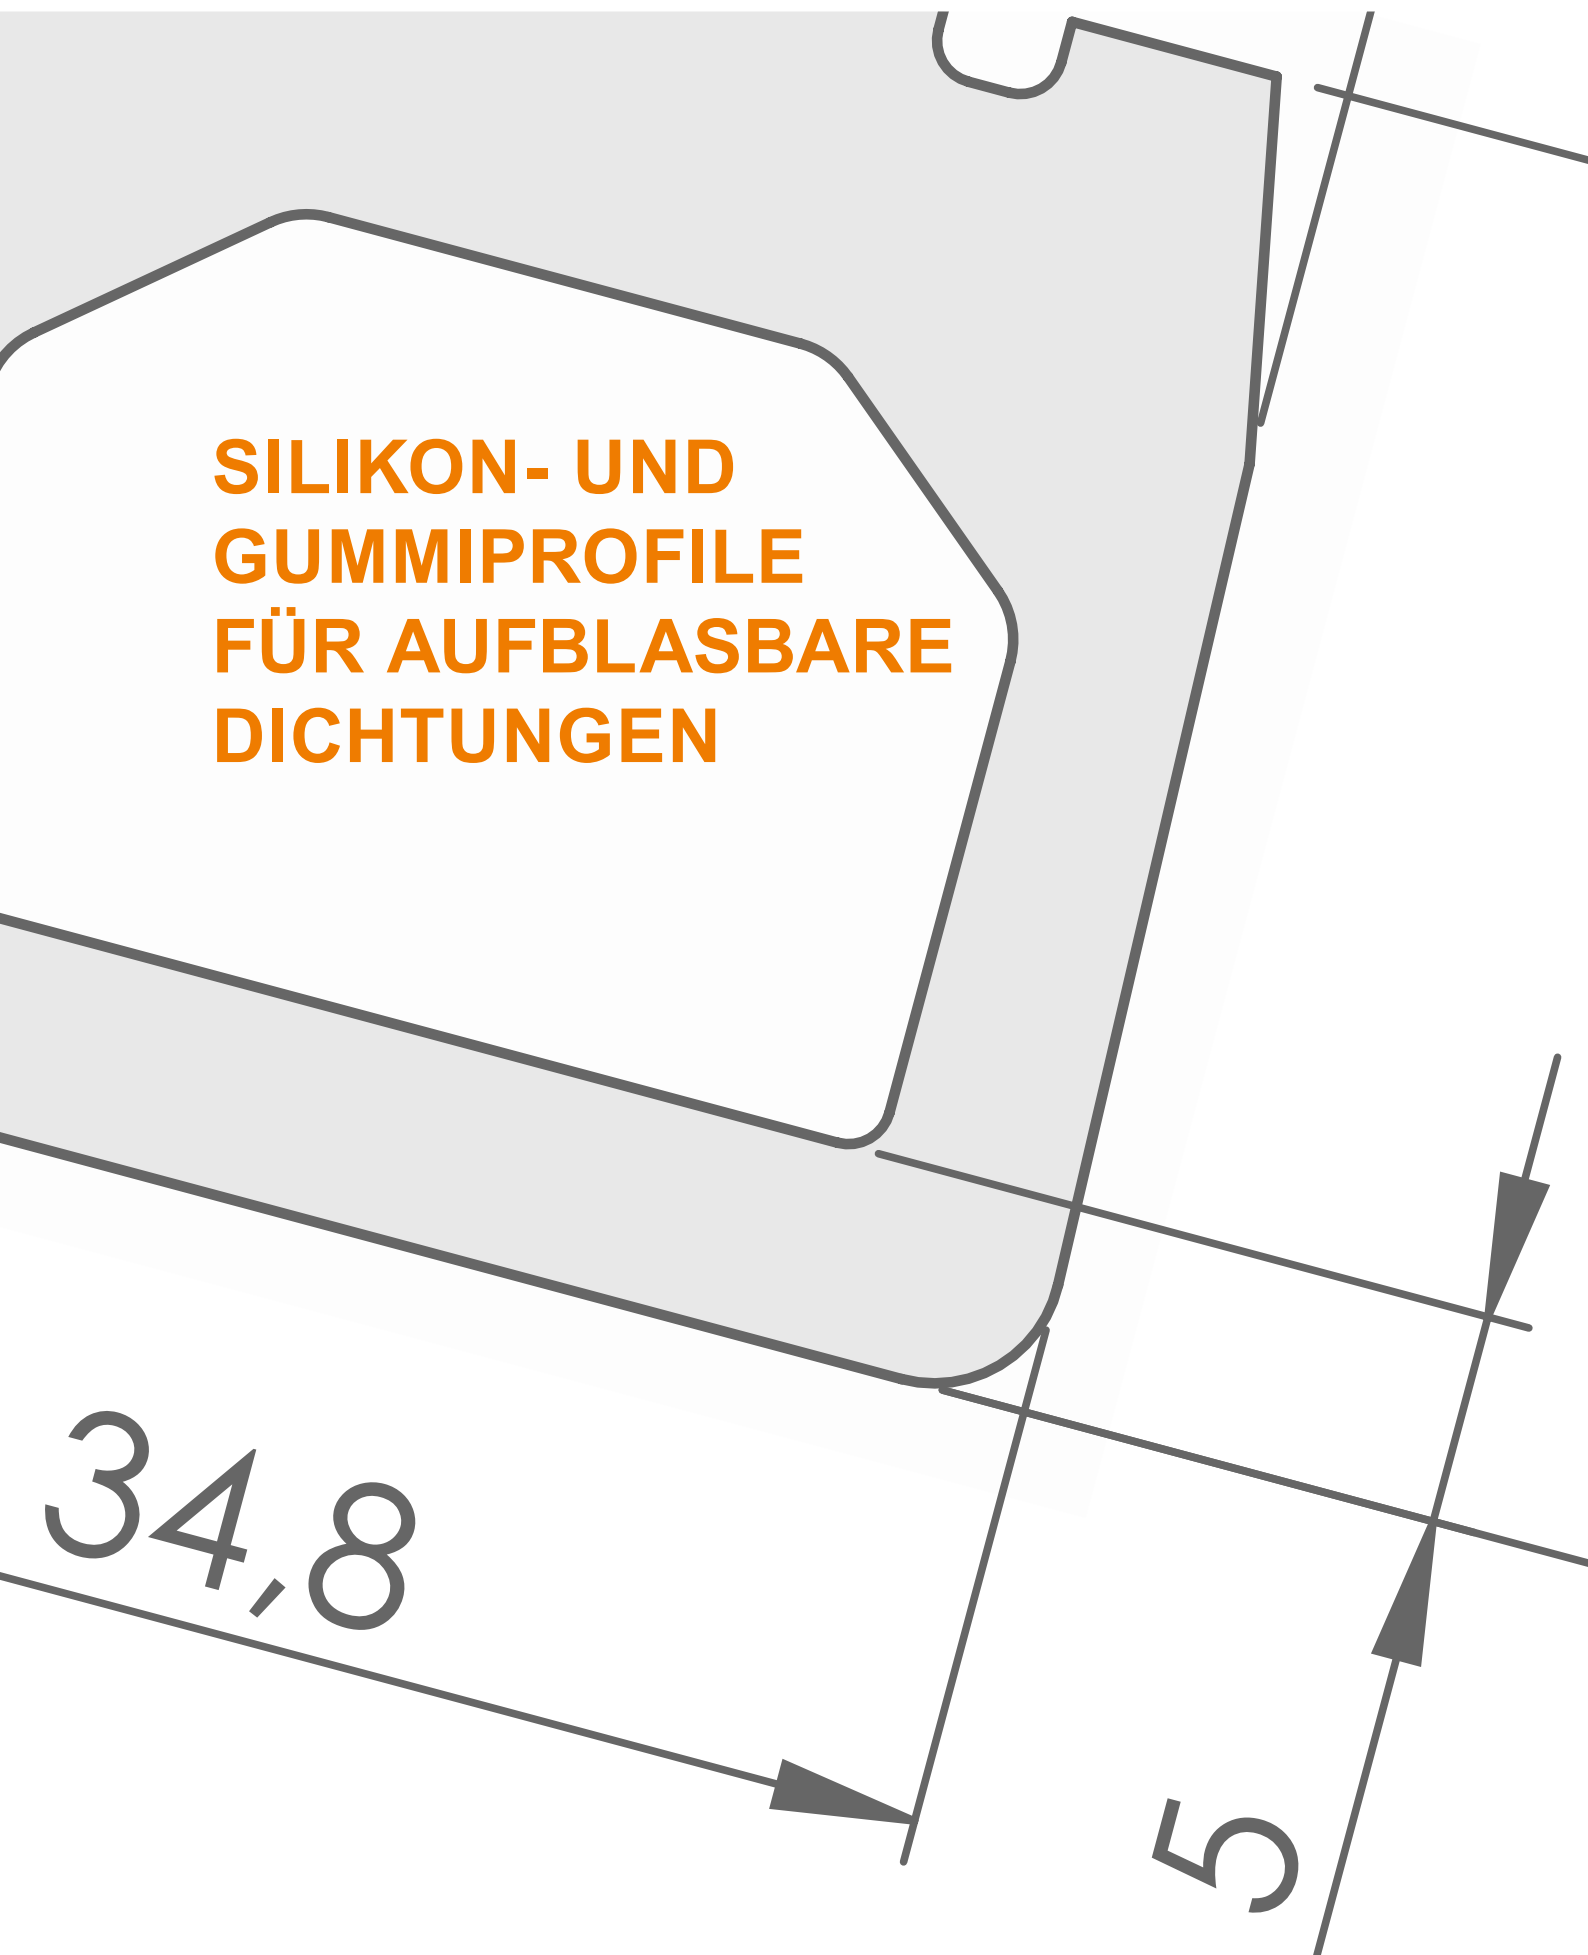 SILIKON- UND
GUMMIPROFILE
FÜR AUFBLASBARE
DICHTUNGEN
34,8
5